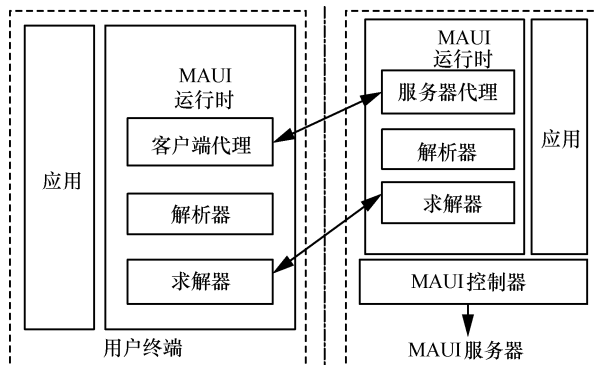 应用
MAUI
运行时
客户端代理
解析器
求解器
用户终端
MAUI
运行时
服务器代理
解析器
求解器
应用
MAUI控制器
MAUI服务器